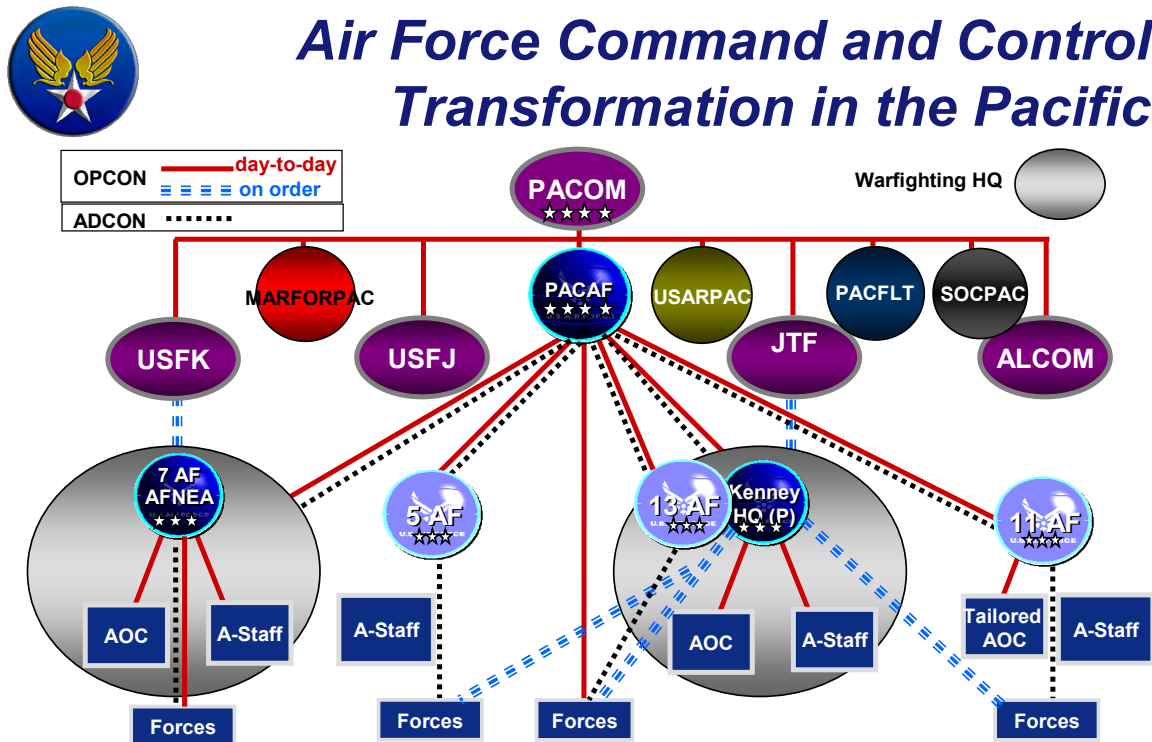 Air Force Command and Control
Transformation in the Pacific
OPCON day-to-day
on order
ADCON
Warfighting HQ
PACOM
MARFORPAC
PACAF
USARPAC
PACFLT
SOCPAC
USFK
USFJ
JTF
ALCOM
7 AF
AFNEA
5 AF
13 AF
Kenney
HQ (P)
11 AF
AOC
A-Staff
A-Staff
AOC
A-Staff
Tailored
AOC
A-Staff
Forces
Forces
Forces
Forces